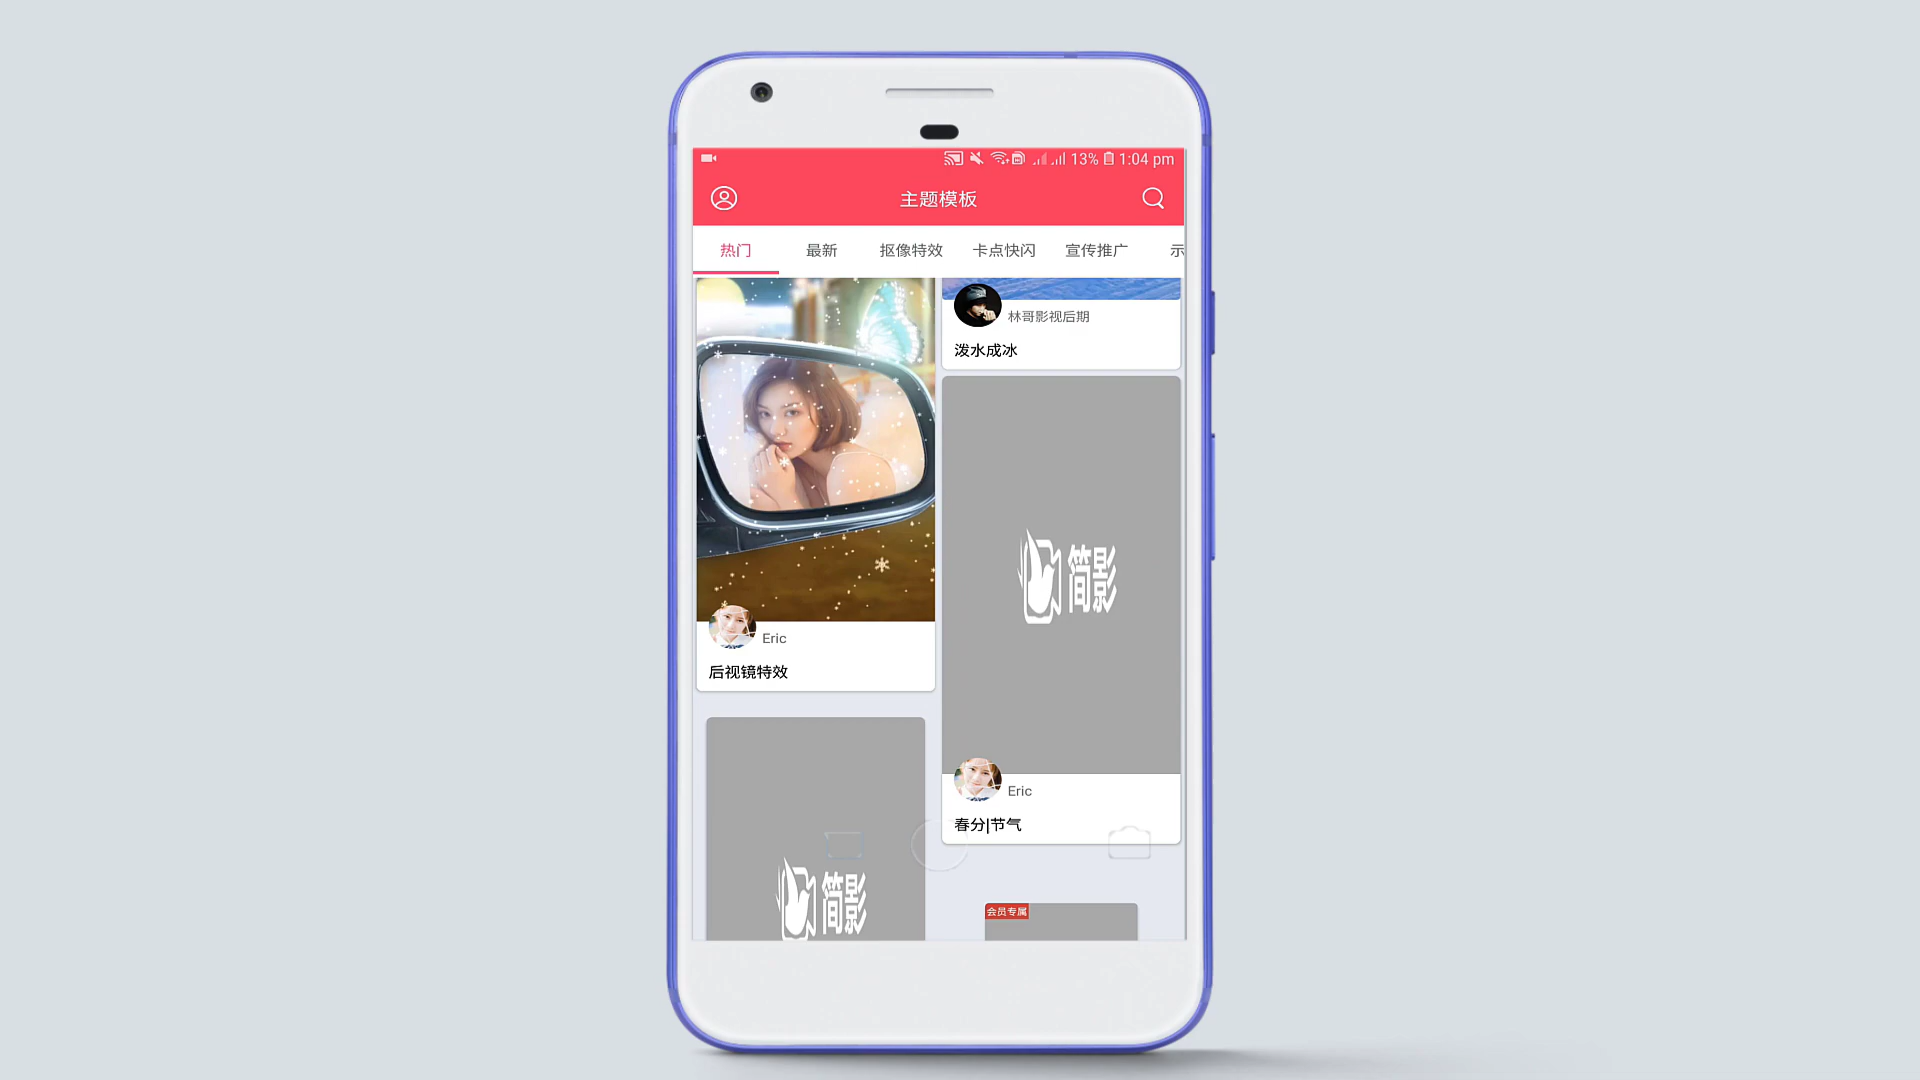 13% 1:04 pm
主题模板
热门 最新 抠像特效 卡点快闪 宣传推广 示
林哥影视后期
泼水成冰
简影
Eric
后视镜特效
Eric
春分|节气
简影
会员专属